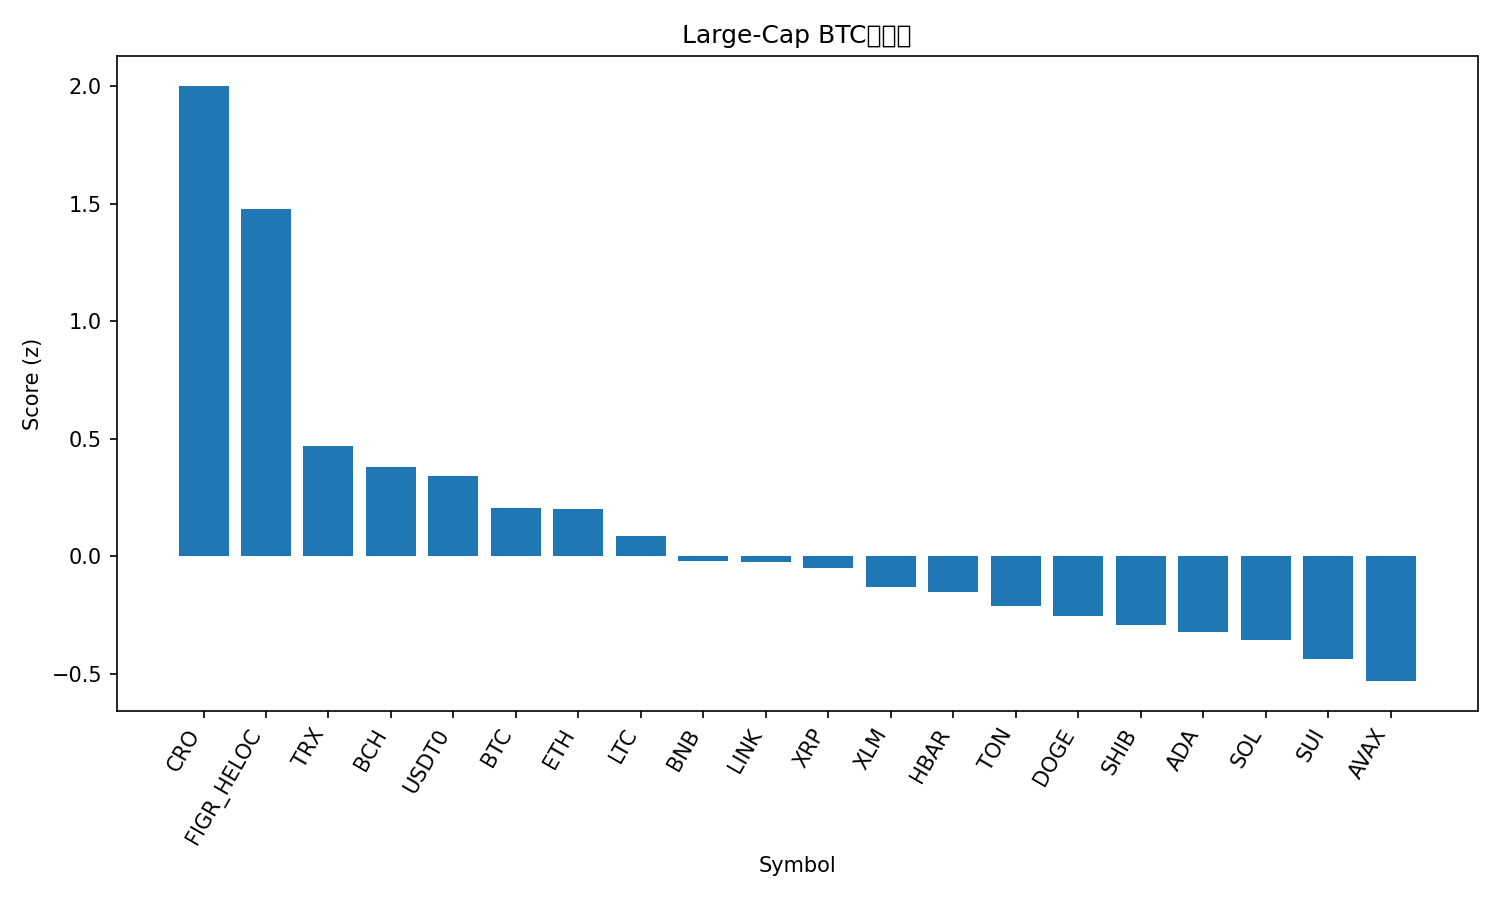 Large-Cap BTC
Score (z)
2.0
1.5
1.0
0.5
0.0
−0.5
CRO
FIGR_HELOC
TRX
BCH
USDT0
BTC
ETH
LTC
BNB
LINK
XRP
XLM
HBAR
TON
DOGE
SHIB
ADA
SOL
SUI
AVAX
Symbol